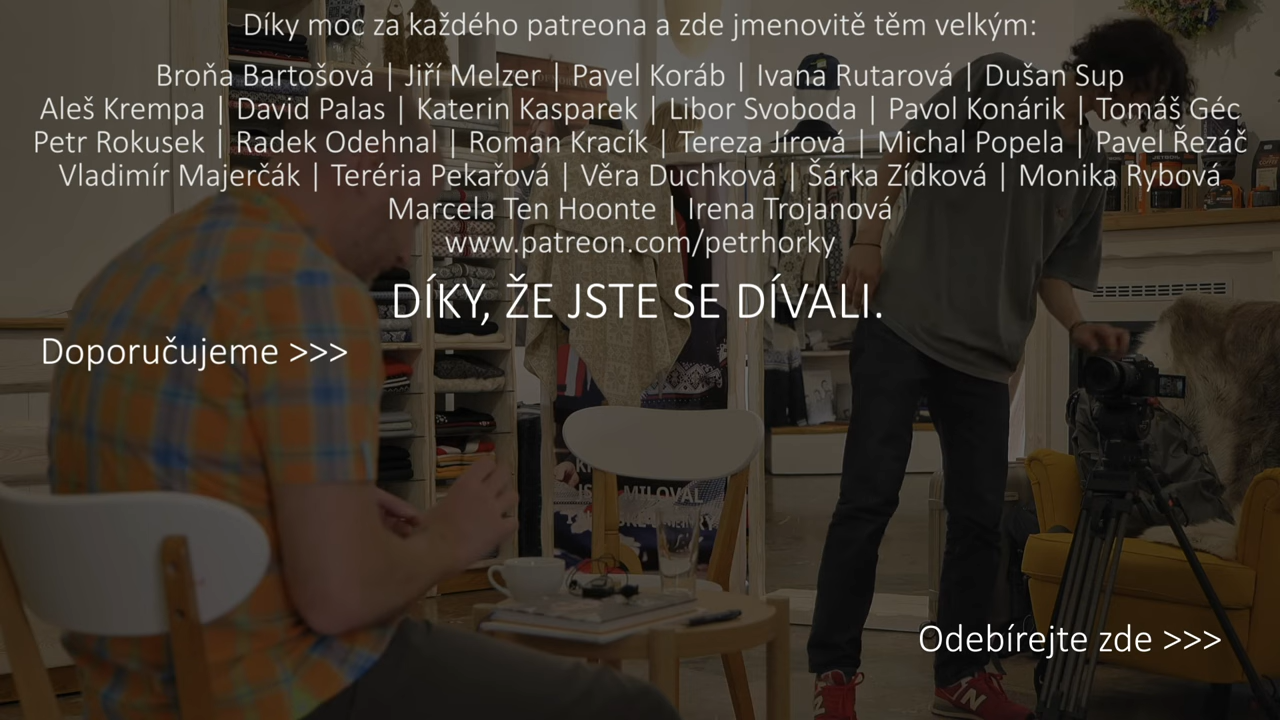 Díky moc za každého patreona a zde jmenovitě těm velkým:
Broňa Bartošová | Jiří Melzer | Pavel Koráb | Ivana Rutarová | Dušan Sup
Aleš Krempa | David Palas | Katerin Kasparek | Libor Svoboda | Pavol Konárik | Tomáš Géc
Petr Rokusek | Radek Odehnal | Roman Kracík | Tereza Jírová | Michal Popela | Pavel Řezáč
Vladimír Majerčák | Teréria Pekařová | Věra Duchková | Šárka Zídková | Monika Rybová
Marcela Ten Hoonte | Irena Trojanová
www.patreon.com/petrhorky
DÍKY, ŽE JSTE SE DÍVALI.
Doporučujeme >>>
MILOVAL
Odebírejte zde >>>